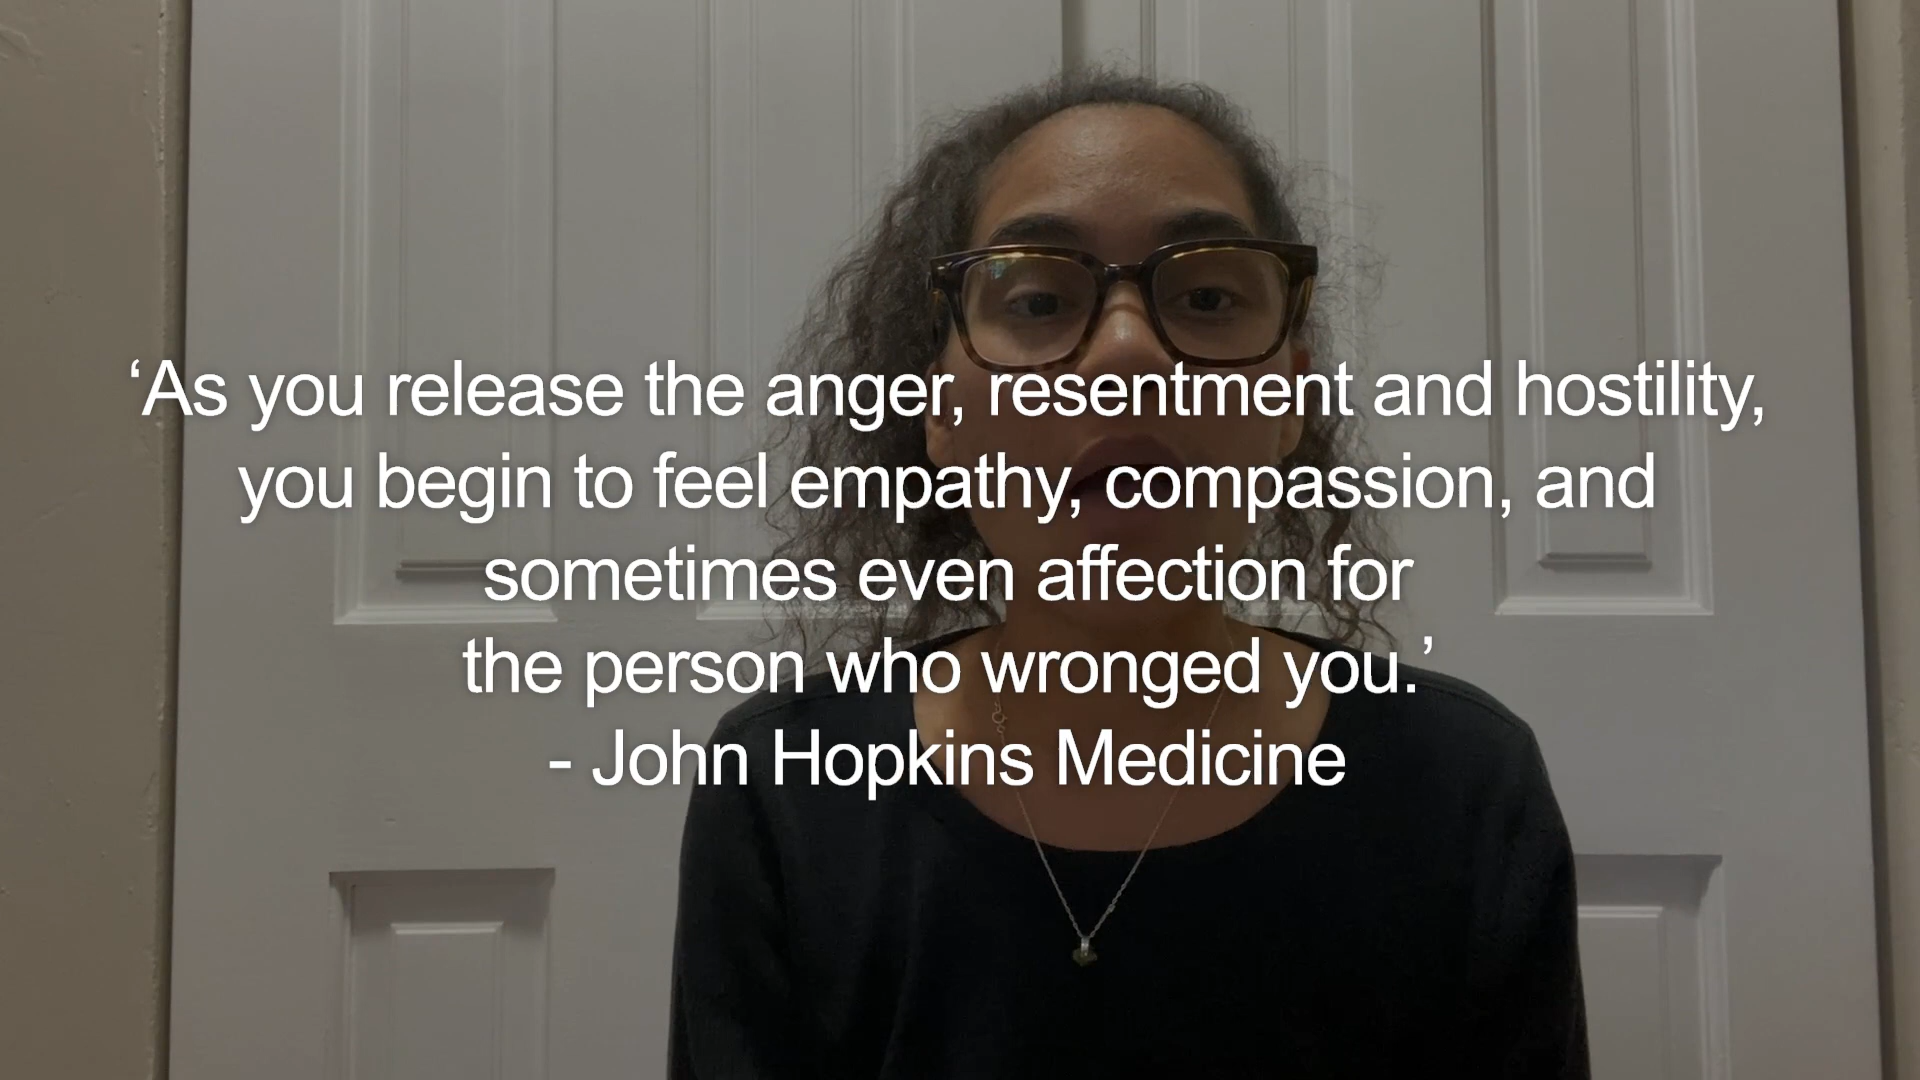 ‘As you release the anger, resentment and hostility,
you begin to feel empathy, compassion, and
sometimes even affection for
the person who wronged you.’
- John Hopkins Medicine